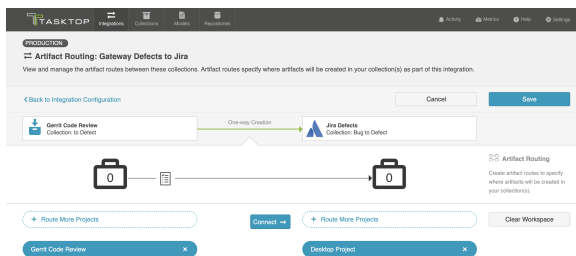 TASKTOP
Integrations
Collections
Models
Repositories
Activity
Metrics
Help
Settings
PRODUCTION
Artifact Routing: Gateway Defects to Jira
View and manage the artifact routes between these collections. Artifact routes specify where artifacts will be created in your collection(s) as part of this integration.
Back to Integration Configuration
Cancel
Save
Gerrit Code Review
Collection: to Defect
One-way Creation
Jira Defects
Collection: Bug to Defect
0
0
Artifact Routing
Create artifact routes to specify
where artifacts will be created in
your collection(s).
+ Route More Projects
Connect →
+ Route More Projects
Clear Workspace
Gerrit Code Review ×
Desktop Project ×